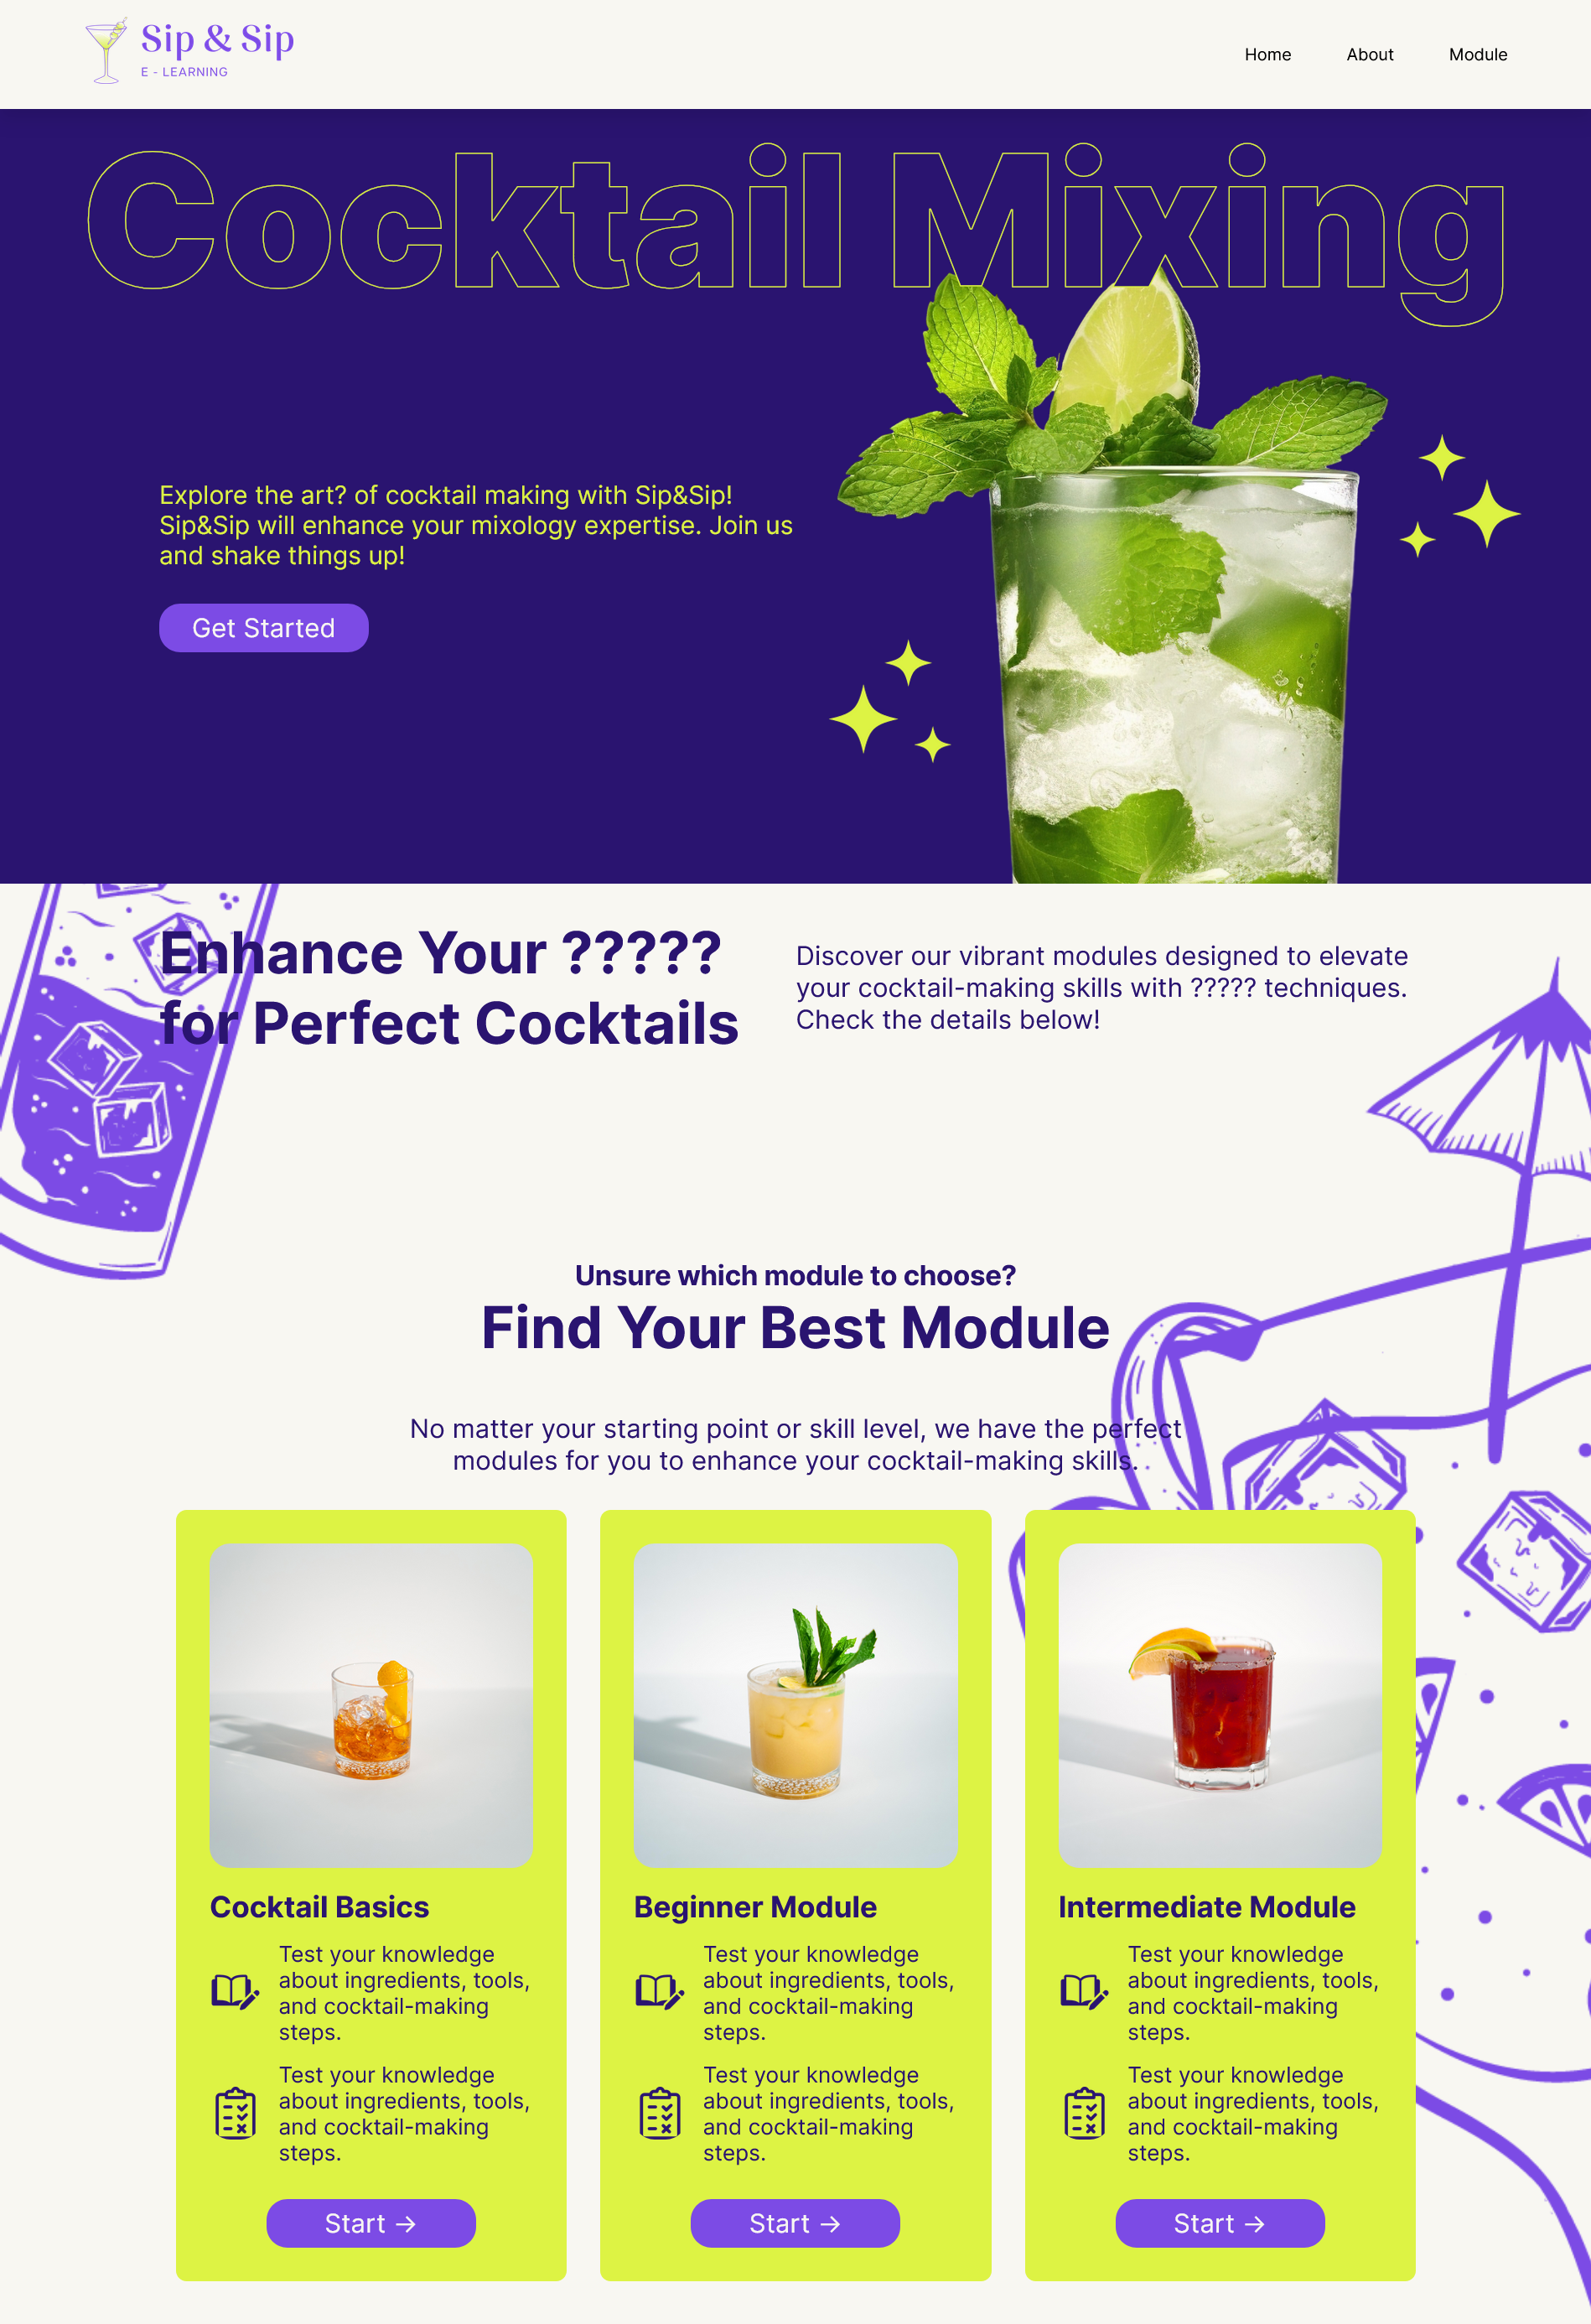 Sip & Sip
E - LEARNING
Home
About
Module
Cocktail Mixing
Explore the art? of cocktail making with Sip&Sip!
Sip&Sip will enhance your mixology expertise. Join us
and shake things up!
Get Started
Enhance Your ?????
for Perfect Cocktails
Discover our vibrant modules designed to elevate
your cocktail-making skills with ????? techniques.
Check the details below!
Unsure which module to choose?
Find Your Best Module
No matter your starting point or skill level, we have the perfect
modules for you to enhance your cocktail-making skills.
Cocktail Basics
Test your knowledge
about ingredients, tools,
and cocktail-making
steps.
Test your knowledge
about ingredients, tools,
and cocktail-making
steps.
Start →
Beginner Module
Test your knowledge
about ingredients, tools,
and cocktail-making
steps.
Test your knowledge
about ingredients, tools,
and cocktail-making
steps.
Start →
Intermediate Module
Test your knowledge
about ingredients, tools,
and cocktail-making
steps.
Test your knowledge
about ingredients, tools,
and cocktail-making
steps.
Start →